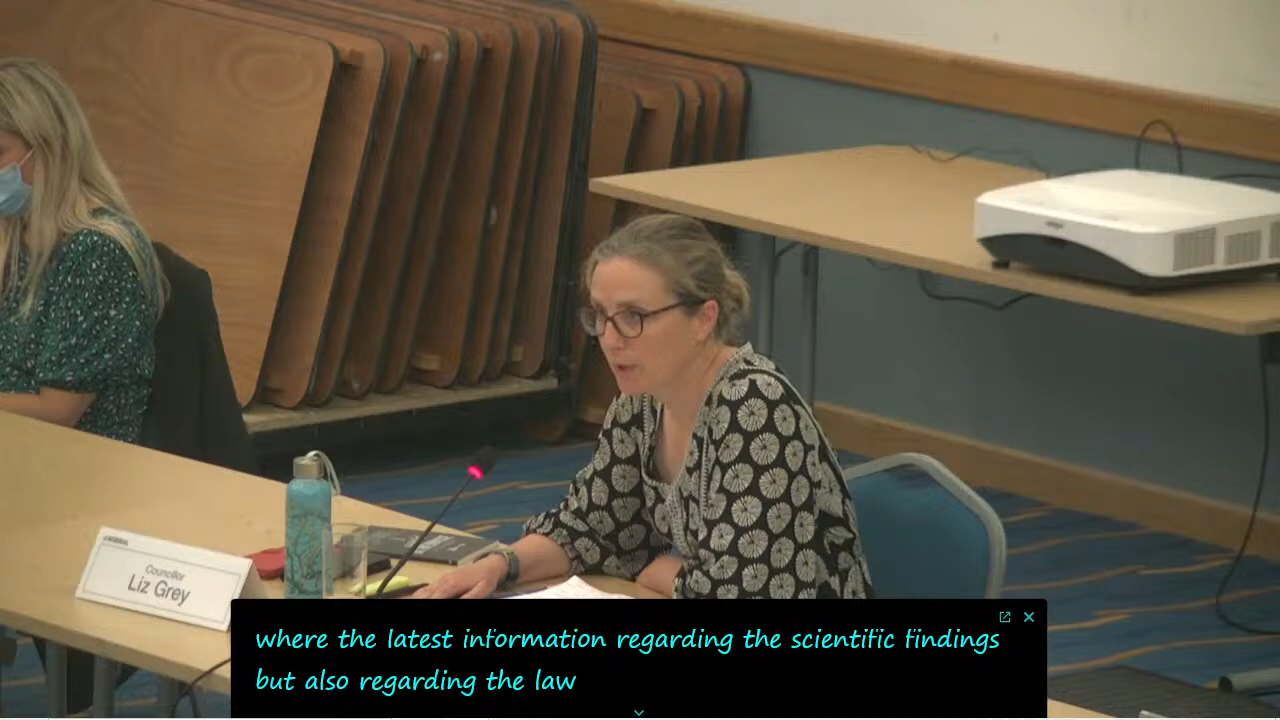 Councillor
Liz Grey
where the latest information regarding the scientific findings
but also regarding the law